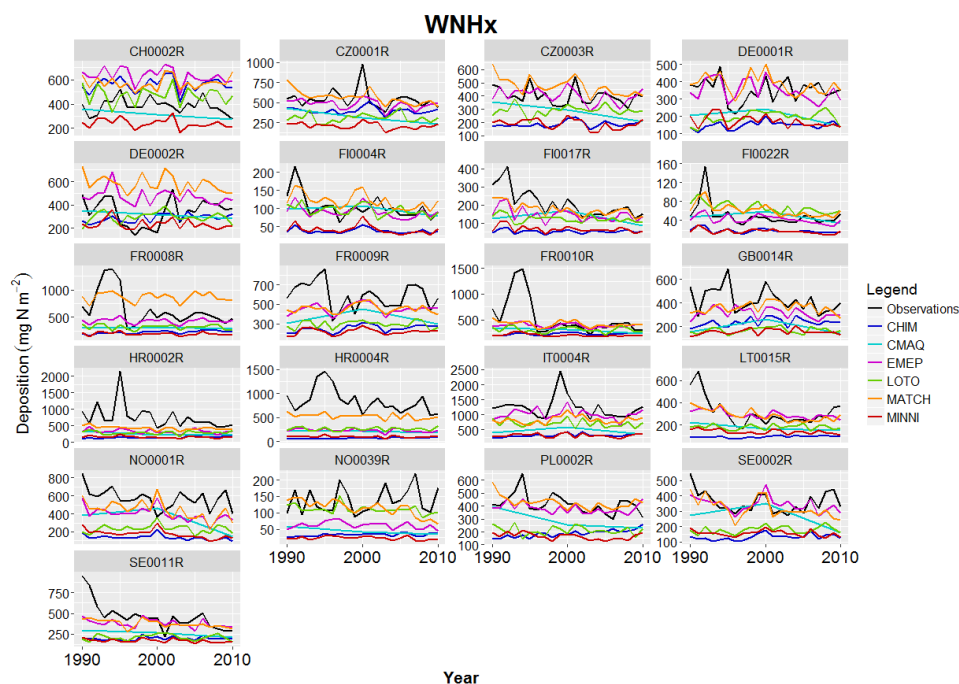 WNHx
CH0002R CZ0001R CZ0003R DE0001R
600 400 200
1000 750 500 250
600 500 400 300 200 100
500 400 300 200 100
DE0002R FI0004R FI0017R FI0022R
600 400 200
200 150 100 50
400 300 200 100
160 120 80 40
FR0008R FR0009R FR0010R GB0014R
1000 500
700 500 300
1500 1000 500
600 400 200
HR0002R HR0004R IT0004R LT0015R
2000 1500 1000 500 0
1500 1000 500 0
2500 2000 1500 1000 500
600 400 200
NO0001R NO0039R PL0002R SE0002R
800 600 400 200
200 150 100 50
600 500 400 300 200 100
500 400 300 200 100
1990 2000 2010 1990 2000 2010 1990 2000 2010
SE0011R
750 500 250
1990 2000 2010
Year
Deposition (mg N m−2)
Legend
Observations
CHIM
CMAQ
EMEP
LOTO
MATCH
MINNI